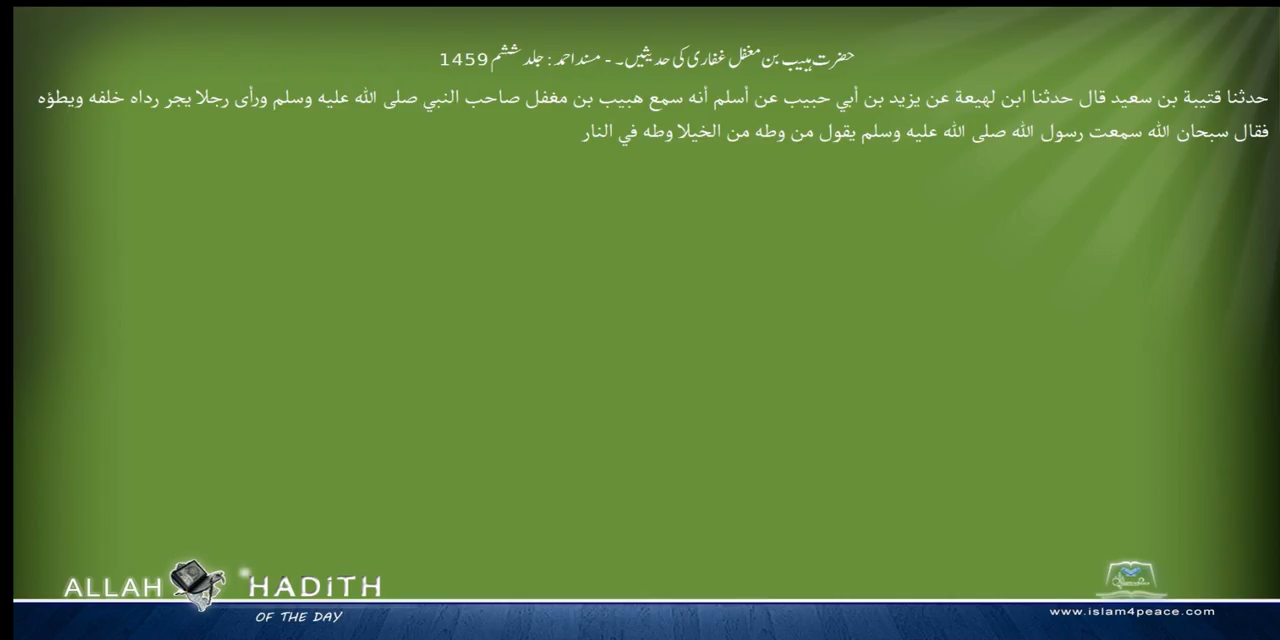 حضرت ہبیب بن مغفل غفاری کی حدیثیں۔ - مسند احمد : جلد ششم 1459
حدثنا قتيبة بن سعيد قال حدثنا ابن لهيعة عن يزيد بن أبي حبيب عن أسلم أنه سمع هبيب بن مغفل صاحب النبي صلى الله عليه وسلم ورأى رجلا يجر رداه خلفه ويطؤه
فقال سبحان الله سمعت رسول الله صلى الله عليه وسلم يقول من وطه من الخيلا وطه في النار
ALLAH HADiTH
OF THE DAY
www.islam4peace.com